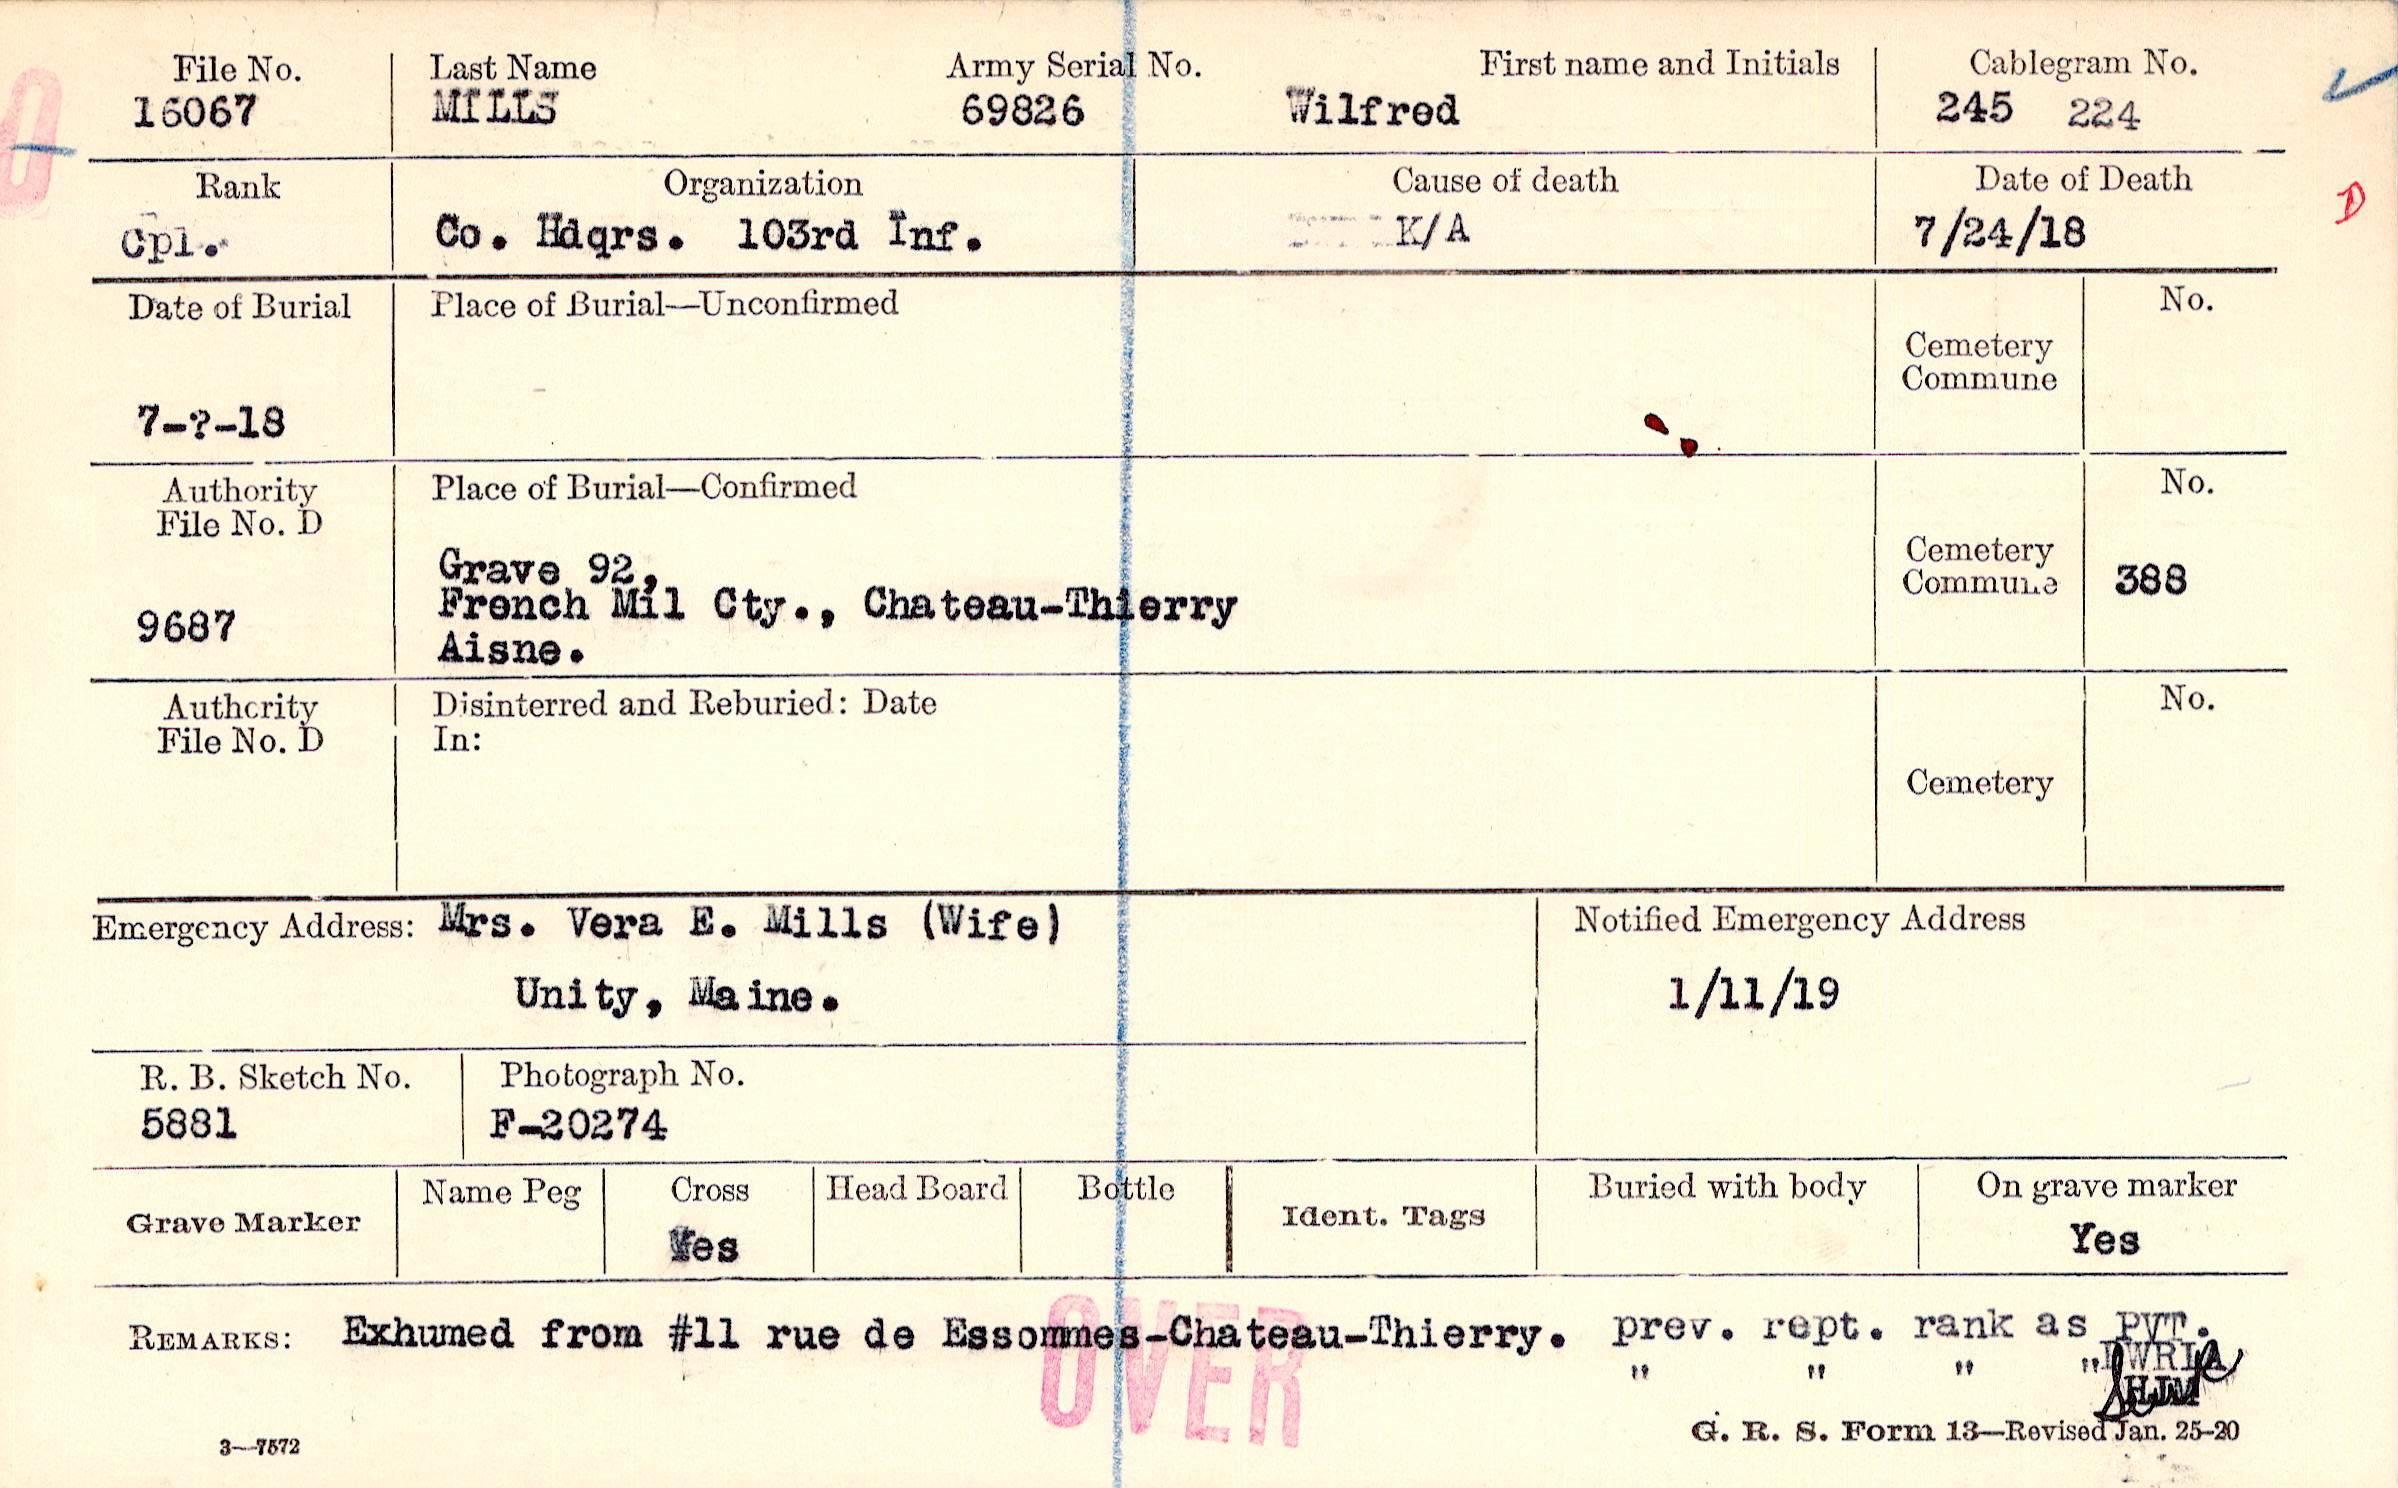 File No. Last Name Army Serial No. First name and Initials Cablegram No.
16067 MILLS 69826 Wilfred 245 224
Rank Organization Cause of death Date of Death
D
Cpl. Co. Hdqrs. 103rd Inf. K/A 7/24/18
Date of Burial Place of Burial—Unconfirmed No.
Cemetery
Commune
7-?-18
Authority Place of Burial—Confirmed No.
File No. D
Cemetery
Grave 92, Commune 388
French Mil Cty., Chateau-Thierry
9687
Aisne.
Authority Disinterred and Reburied: Date No.
File No. D In:
Cemetery
Emergency Address: Mrs. Vera E. Mills (Wife) Notified Emergency Address
Unity, Maine. 1/11/19
R. B. Sketch No. Photograph No.
5881 F-20274
Name Peg Cross Head Board Bottle Buried with body On grave marker
Grave Marker Ident. Tags
Yes Yes
REMARKS: Exhumed from #11 rue de Essommes-Chateau-Thierry. prev. rept. rank as PVT.
" " " "DWRIA
HJM
OVER
G. R. S. Form 13—Revised Jan. 25-20
3—7572